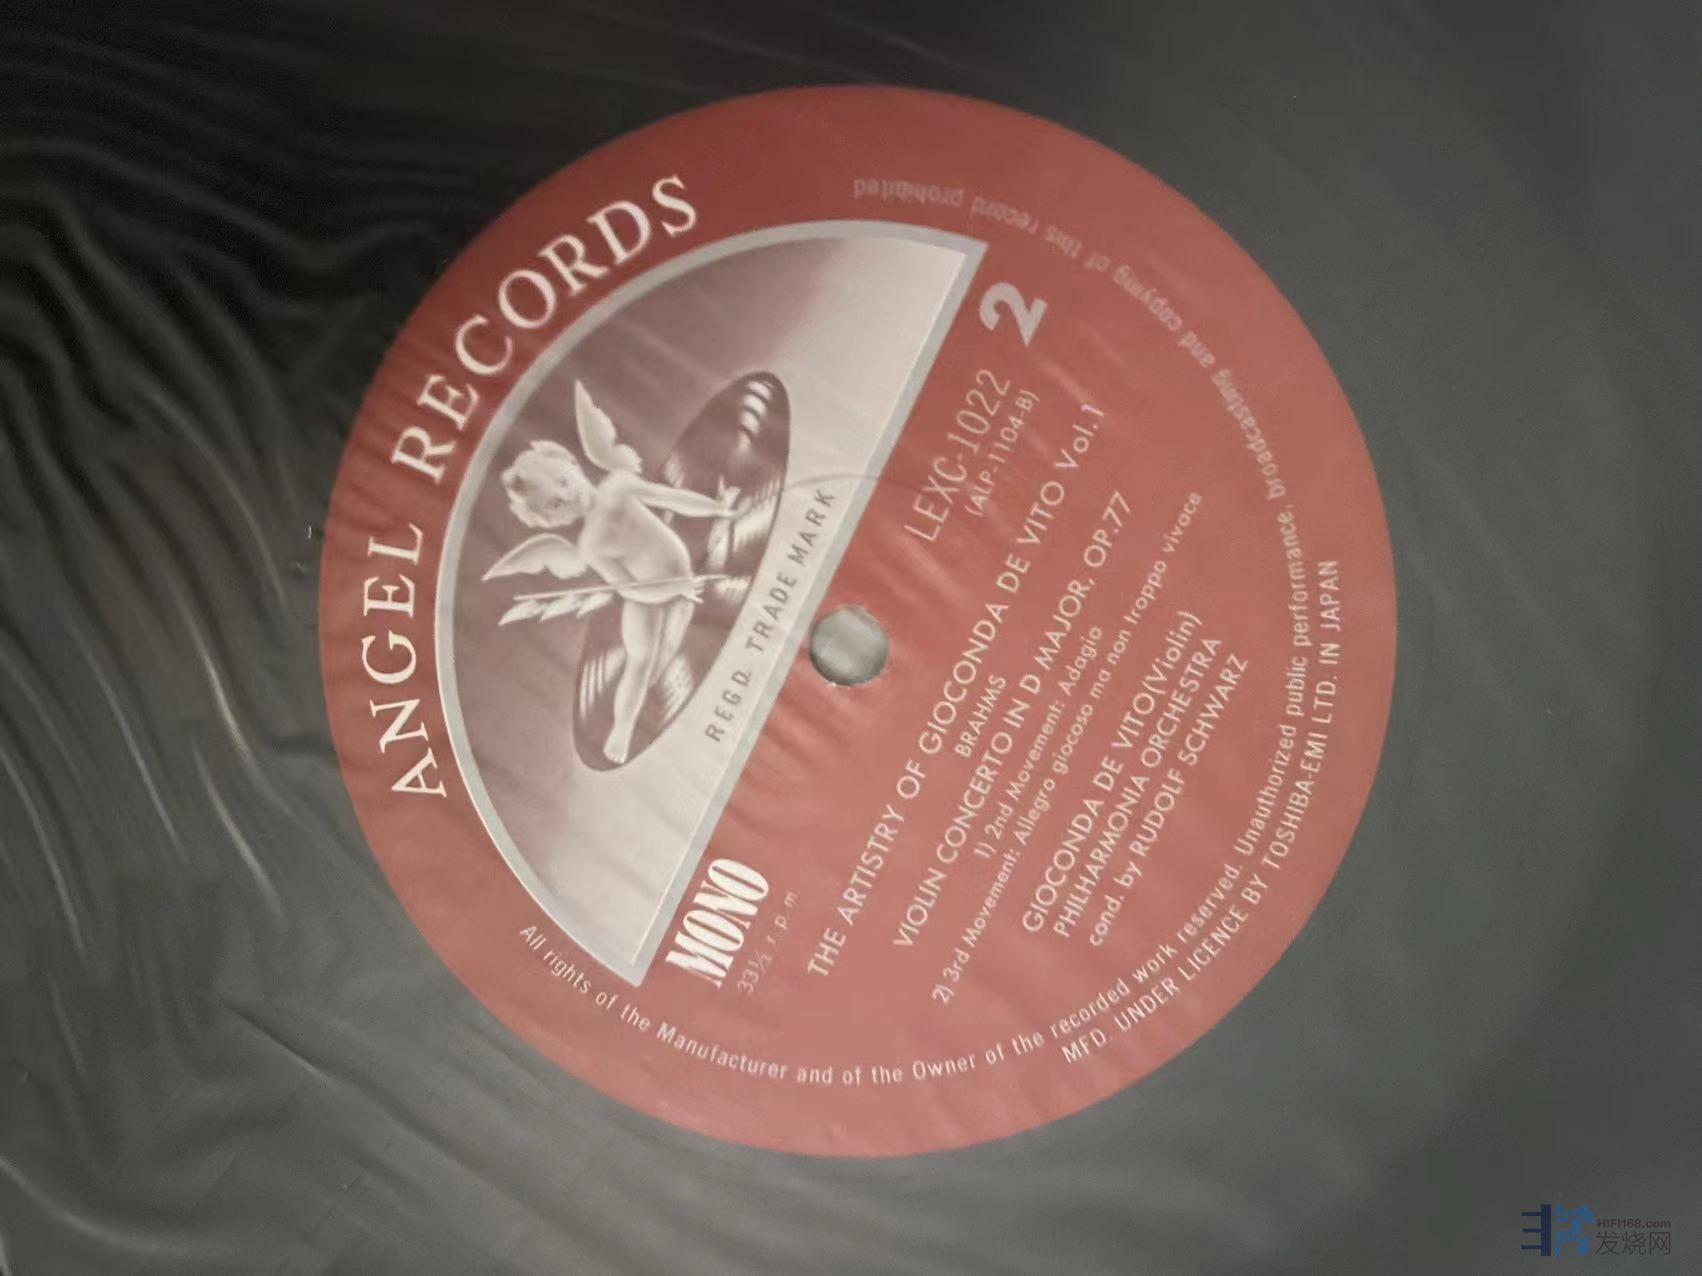 ANGEL RECORDS
REGD. TRADE MARK
MONO
33⅓ r.p.m.
2
LEXC-1022
(ALP-1104-B)
THE ARTISTRY OF GIOCONDA DE VITO Vol.1
BRAHMS
VIOLIN CONCERTO IN D MAJOR, OP.77
1) 2nd Movement: Adagio
2) 3rd Movement: Allegro giocoso ma non troppo vivace
GIOCONDA DE VITO(Violin)
PHILHARMONIA ORCHESTRA
cond. by RUDOLF SCHWARZ
All rights of the Manufacturer and of the Owner of the recorded work reserved. Unauthorized public performance, broadcasting and copying of this record prohibited
MFD. UNDER LICENCE BY TOSHIBA-EMI LTD. IN JAPAN
HIFI168.com
发烧网